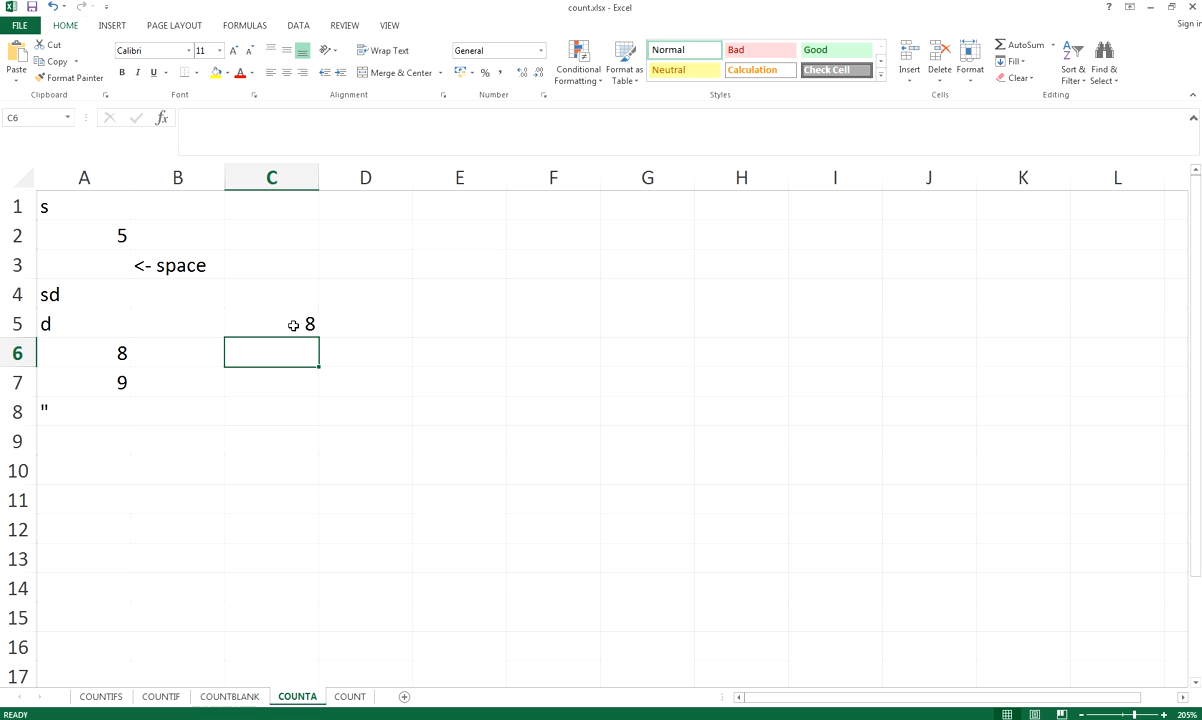 count.xlsx - Excel
?
Sign in
FILE HOME INSERT PAGE LAYOUT FORMULAS DATA REVIEW VIEW
Paste
Cut
Copy
Format Painter
Clipboard
Calibri 11
B I U
Font
Wrap Text
Merge & Center
Alignment
General
%
Number
Conditional Formatting
Format as Table
Normal Bad Good
Neutral Calculation Check Cell
Styles
Insert Delete Format
Cells
AutoSum
Fill
Clear
Sort & Filter
Find & Select
Editing
C6 fx
A B C D E F G H I J K L
1 s
2 5
3 <- space
4 sd
5 d 8
6 8
7 9
8 "
9
10
11
12
13
14
15
16
17
COUNTIFS COUNTIF COUNTBLANK COUNTA COUNT
READY 205%